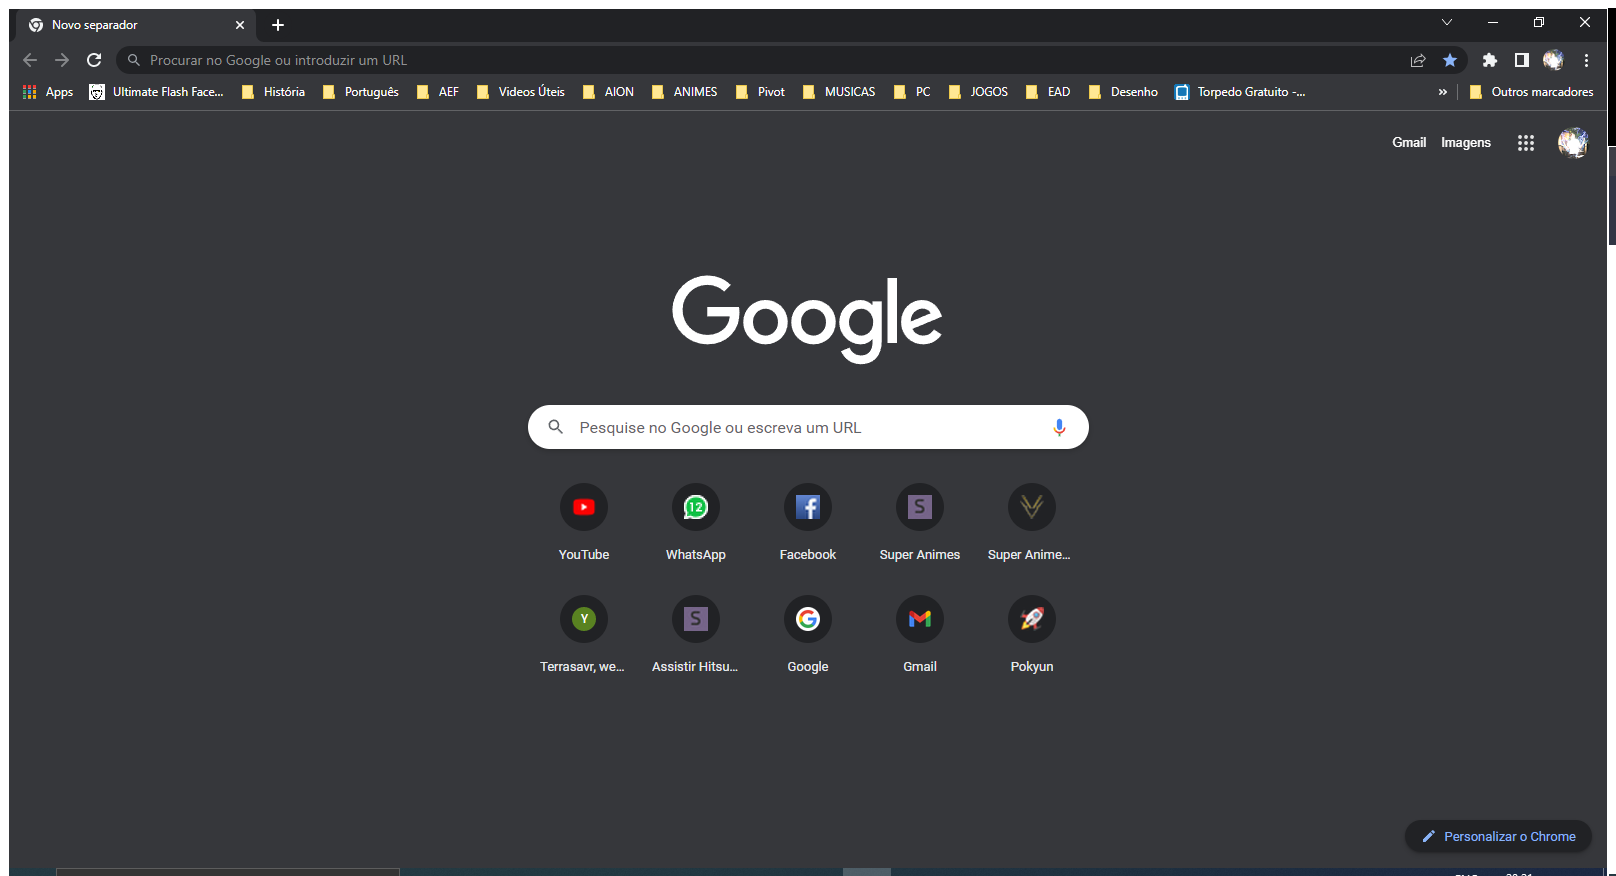 Novo separador
Procurar no Google ou introduzir um URL
Apps Ultimate Flash Face... História Português AEF Videos Úteis AION ANIMES Pivot MUSICAS PC JOGOS EAD Desenho Torpedo Gratuito -... » Outros marcadores
Gmail Imagens
Google
Pesquise no Google ou escreva um URL
12 f S
YouTube WhatsApp Facebook Super Animes Super Anime...
Y S G M
Terrasavr, we... Assistir Hitsu... Google Gmail Pokyun
Personalizar o Chrome